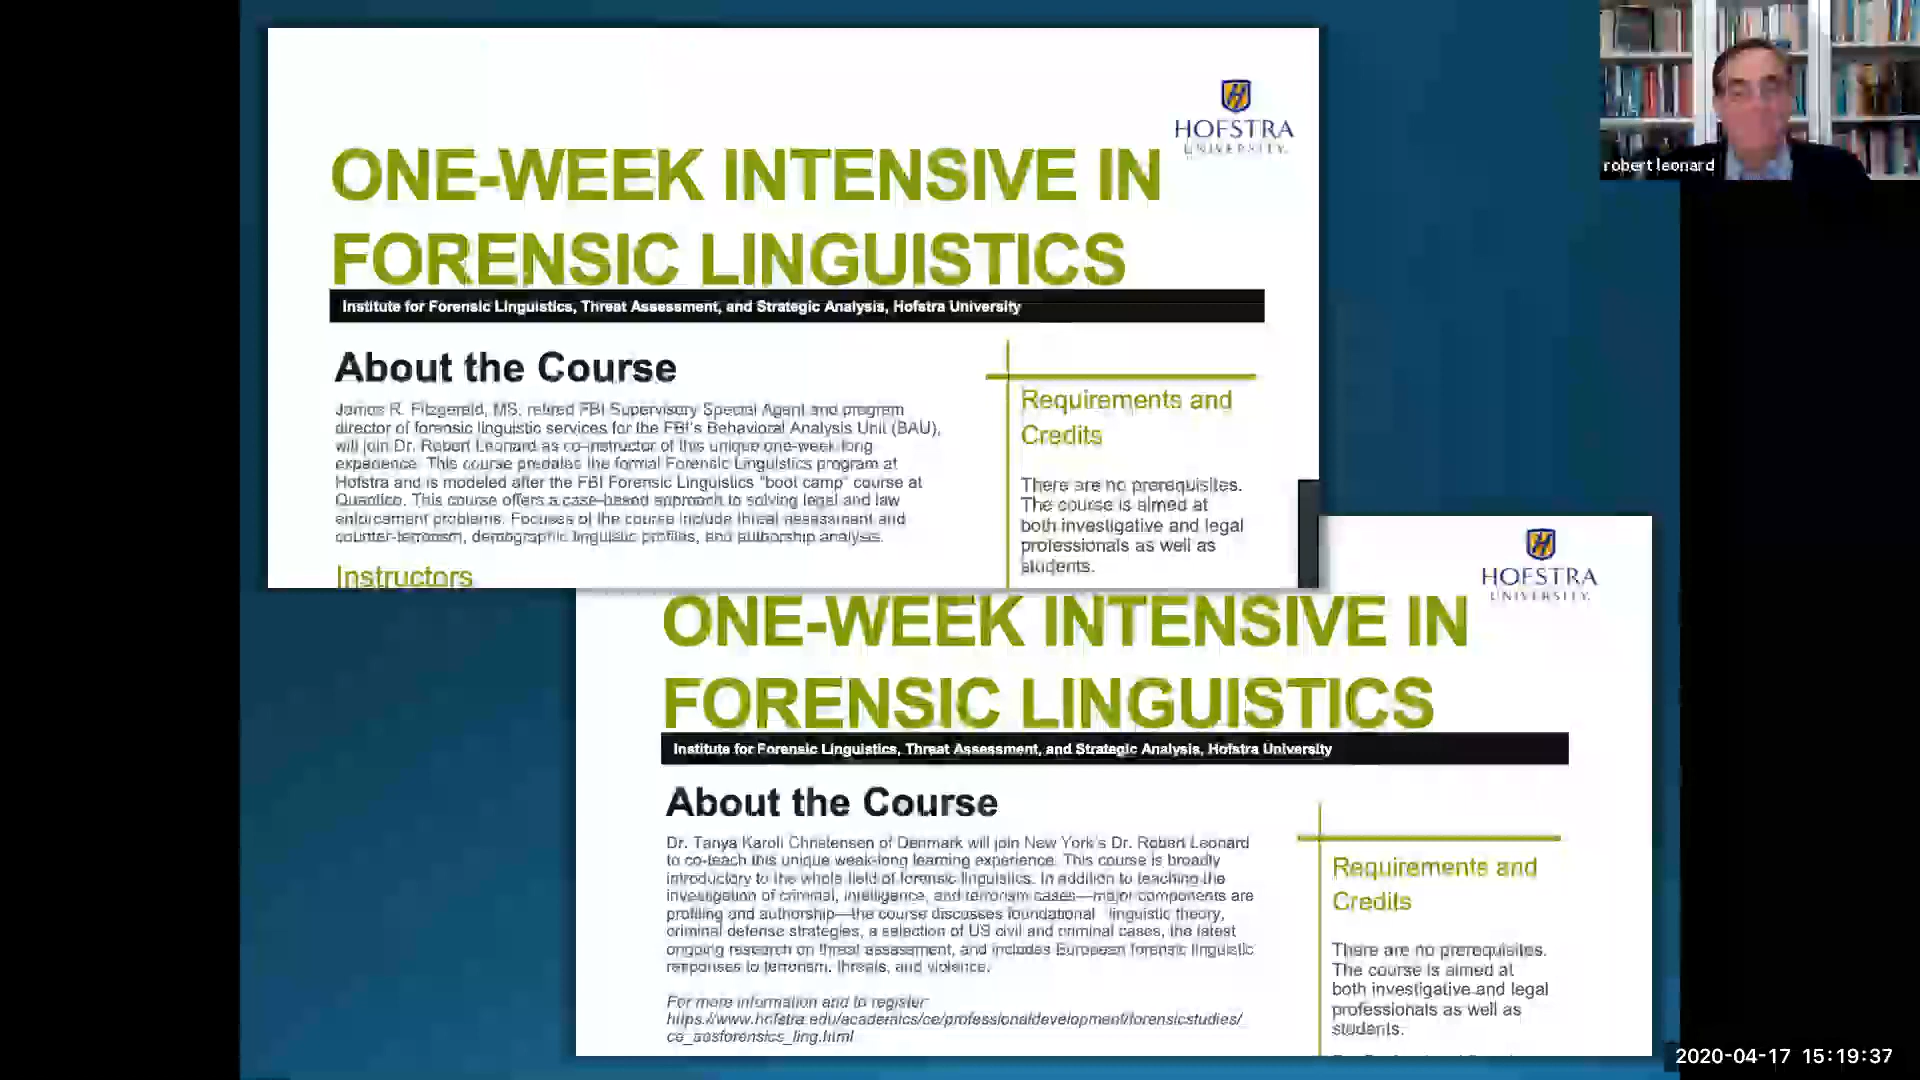 HOFSTRA
UNIVERSITY.
ONE-WEEK INTENSIVE IN
FORENSIC LINGUISTICS
Institute for Forensic Linguistics, Threat Assessment, and Strategic Analysis, Hofstra University
About the Course
James R. Fitzgerald, MS, retired FBI Supervisory Special Agent and program
director of forensic linguistic services for the FBI's Behavioral Analysis Unit (BAU),
will join Dr. Robert Leonard as co-instructor of this unique one-week-long
experience. This course predates the formal Forensic Linguistics program at
Hofstra and is modeled after the FBI Forensic Linguistics "boot camp" course at
Quantico. This course offers a case-based approach to solving legal and law
enforcement problems. Focuses of the course include threat assessment and
counter-terrorism, demographic linguistic profiles, and authorship analysis.
Instructors
Requirements and
Credits
There are no prerequisites.
The course is aimed at
both investigative and legal
professionals as well as
students.
robert leonard
HOFSTRA
UNIVERSITY.
ONE-WEEK INTENSIVE IN
FORENSIC LINGUISTICS
Institute for Forensic Linguistics, Threat Assessment, and Strategic Analysis, Hofstra University
About the Course
Dr. Tanya Karoli Christensen of Denmark will join New York's Dr. Robert Leonard
to co-teach this unique weak-long learning experience. This course is broadly
introductory to the whole field of forensic linguistics. In addition to teaching the
investigation of criminal, intelligence, and terrorism cases—major components are
profiling and authorship—the course discusses foundational linguistic theory,
criminal defense strategies, a selection of US civil and criminal cases, the latest
ongoing research on threat assessment, and includes European forensic linguistic
responses to terrorism, threats, and violence.
For more information and to register:
https://www.hofstra.edu/academics/ce/professionaldevelopment/forensicstudies/
ce_aosforensics_ling.html
Requirements and
Credits
There are no prerequisites.
The course is aimed at
both investigative and legal
professionals as well as
students.
2020-04-17 15:19:37